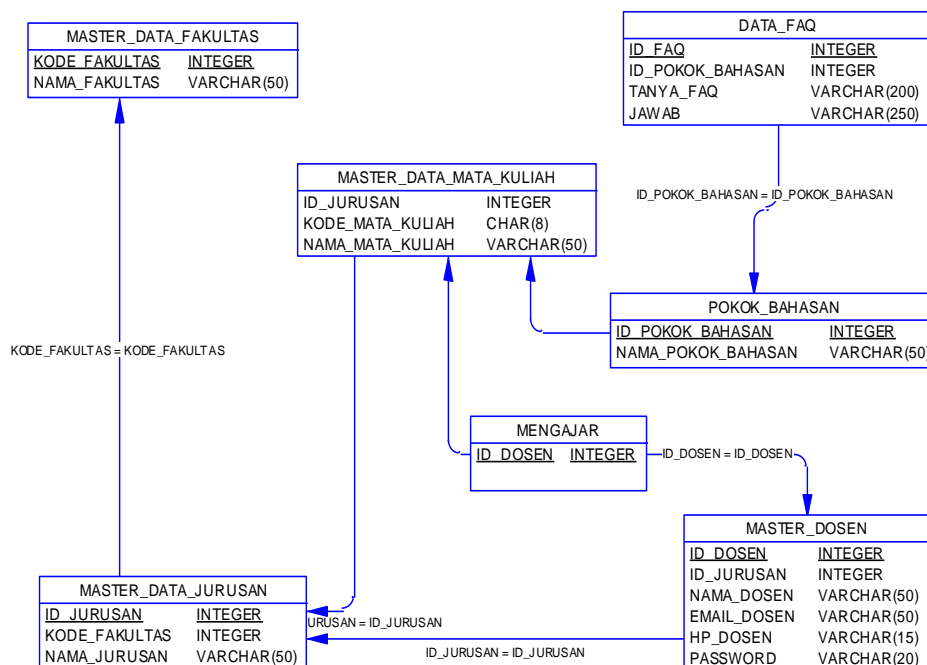 MASTER_DATA_FAKULTAS
KODE_FAKULTAS INTEGER
NAMA_FAKULTAS VARCHAR(50)
DATA_FAQ
ID_FAQ INTEGER
ID_POKOK_BAHASAN INTEGER
TANYA_FAQ VARCHAR(200)
JAWAB VARCHAR(250)
MASTER_DATA_MATA_KULIAH
ID_JURUSAN INTEGER
KODE_MATA_KULIAH CHAR(8)
NAMA_MATA_KULIAH VARCHAR(50)
ID_POKOK_BAHASAN = ID_POKOK_BAHASAN
POKOK_BAHASAN
ID_POKOK_BAHASAN INTEGER
NAMA_POKOK_BAHASAN VARCHAR(50)
KODE_FAKULTAS = KODE_FAKULTAS
MENGAJAR
ID_DOSEN INTEGER
ID_DOSEN = ID_DOSEN
MASTER_DOSEN
ID_DOSEN INTEGER
ID_JURUSAN INTEGER
NAMA_DOSEN VARCHAR(50)
EMAIL_DOSEN VARCHAR(50)
HP_DOSEN VARCHAR(15)
PASSWORD VARCHAR(20)
MASTER_DATA_JURUSAN
ID_JURUSAN INTEGER
KODE_FAKULTAS INTEGER
NAMA_JURUSAN VARCHAR(50)
URUSAN = ID_JURUSAN
ID_JURUSAN = ID_JURUSAN